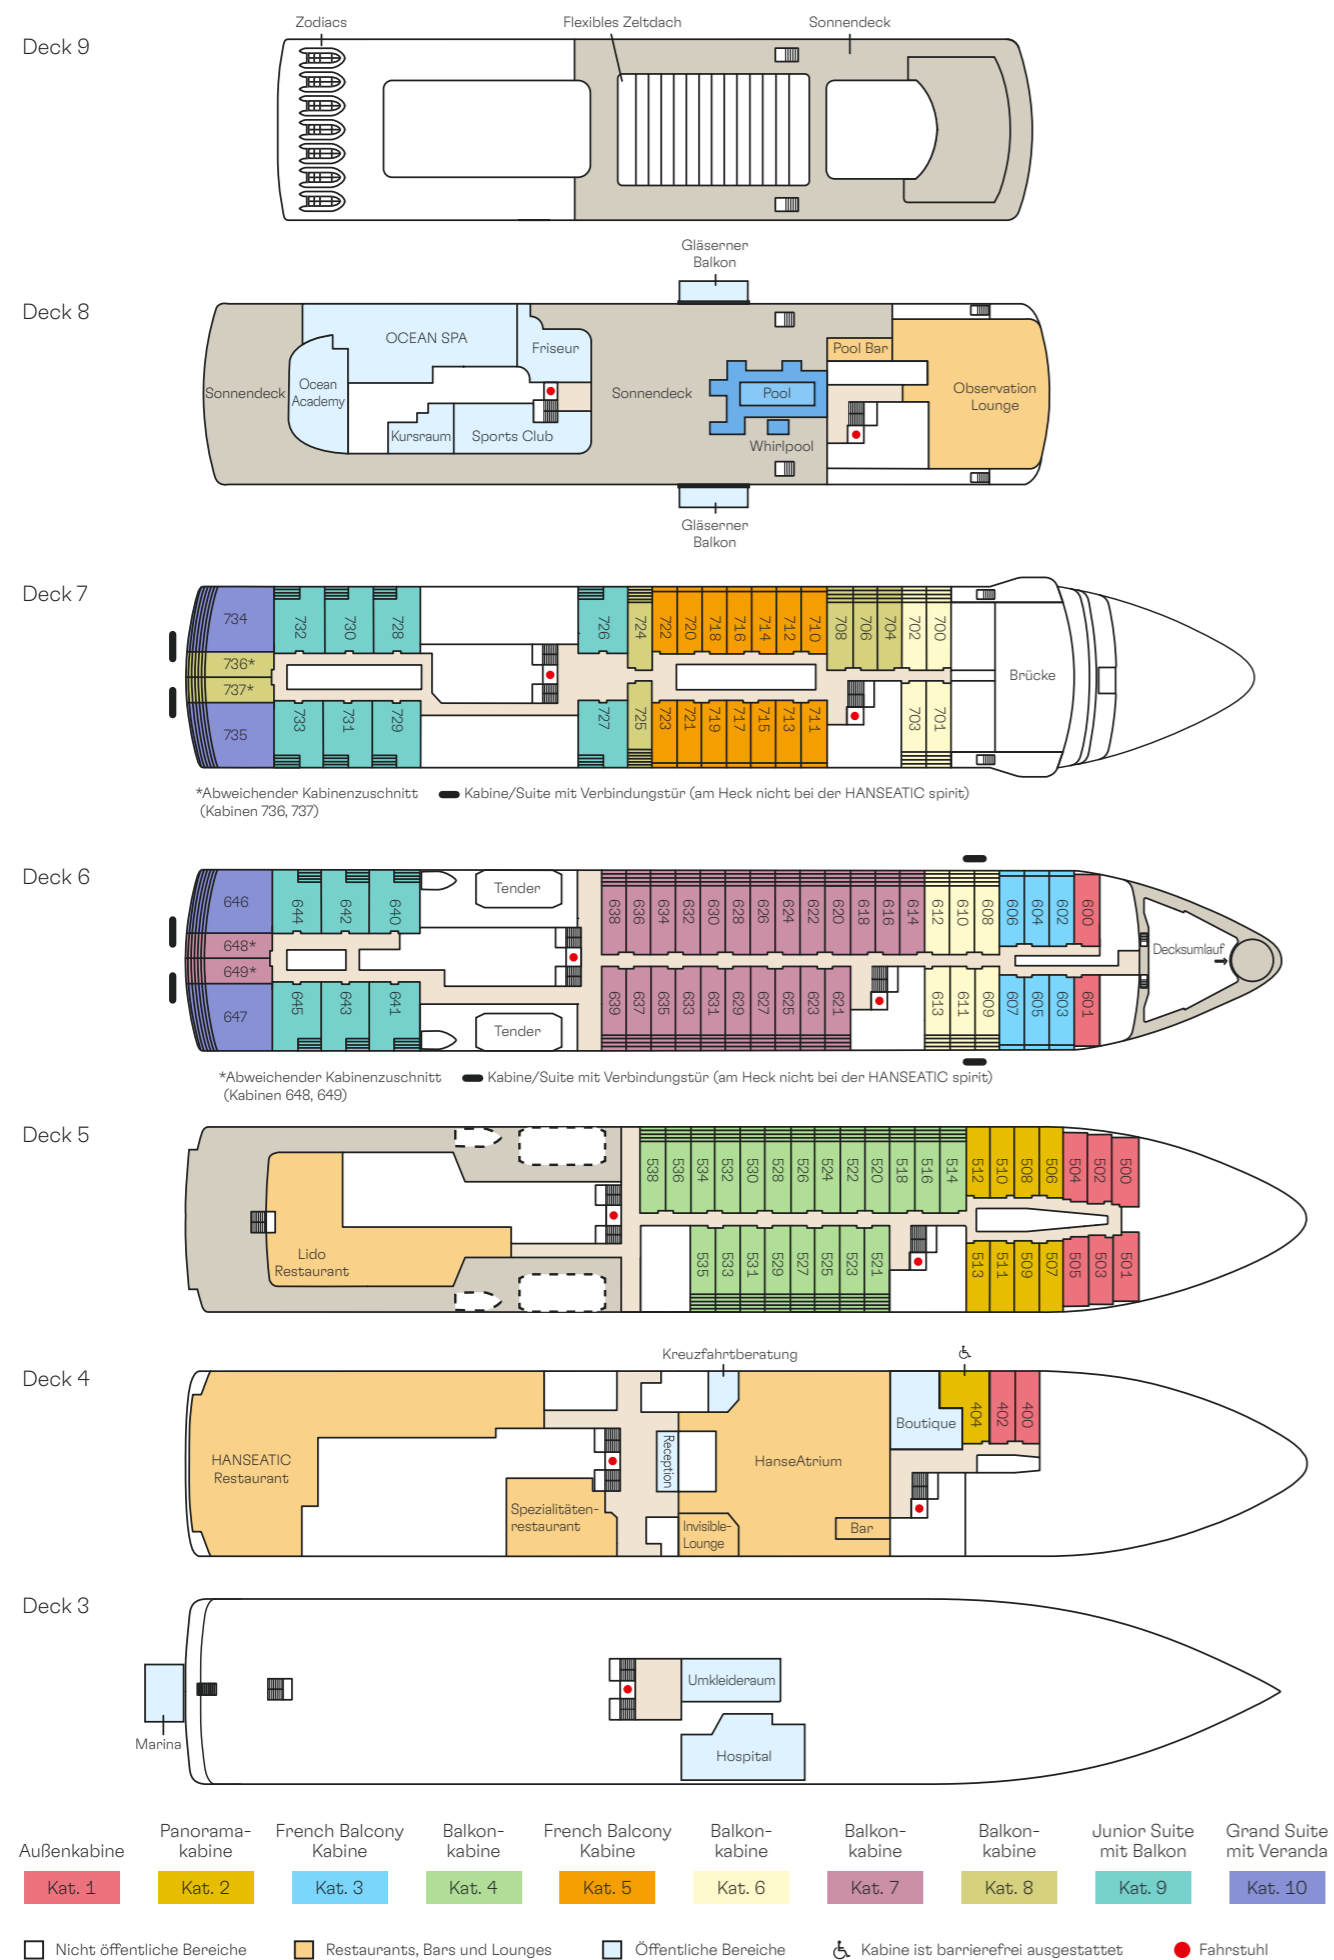 Zodiacs
Flexibles Zeltdach
Sonnendeck
Deck 9
Gläserner
Balkon
Deck 8
OCEAN SPA
Friseur
Pool Bar
Sonnendeck
Ocean
Academy
Sonnendeck
Pool
Observation
Lounge
Kursraum
Sports Club
Whirlpool
Gläserner
Balkon
Deck 7
734
732
730
728
726
724
722
720
718
716
714
712
710
708
706
704
702
700
736*
737*
Brücke
735
733
731
729
727
725
723
721
719
717
715
713
711
703
701
*Abweichender Kabinenzuschnitt
(Kabinen 736, 737)
Kabine/Suite mit Verbindungstür (am Heck nicht bei der HANSEATIC spirit)
Deck 6
646
644
642
640
Tender
638
636
634
632
630
628
626
624
622
620
618
616
614
612
610
608
606
604
602
600
648*
649*
Decksumlauf
647
645
643
641
Tender
639
637
635
633
631
629
627
625
623
621
613
611
609
607
605
603
601
*Abweichender Kabinenzuschnitt
(Kabinen 648, 649)
Kabine/Suite mit Verbindungstür (am Heck nicht bei der HANSEATIC spirit)
Deck 5
538
536
534
532
530
528
526
524
522
520
518
516
514
512
510
508
506
504
502
500
Lido
Restaurant
535
533
531
529
527
525
523
521
513
511
509
507
505
503
501
Deck 4
Kreuzfahrtberatung
HANSEATIC
Restaurant
Reception
HanseAtrium
Boutique
404
402
400
Spezialitäten-
restaurant
Invisible-
Lounge
Bar
Deck 3
Umkleideraum
Marina
Hospital
Außenkabine
Kat. 1
Panorama-
kabine
Kat. 2
French Balcony
Kabine
Kat. 3
Balkon-
kabine
Kat. 4
French Balcony
Kabine
Kat. 5
Balkon-
kabine
Kat. 6
Balkon-
kabine
Kat. 7
Balkon-
kabine
Kat. 8
Junior Suite
mit Balkon
Kat. 9
Grand Suite
mit Veranda
Kat. 10
Nicht öffentliche Bereiche
Restaurants, Bars und Lounges
Öffentliche Bereiche
Kabine ist barrierefrei ausgestattet
Fahrstuhl